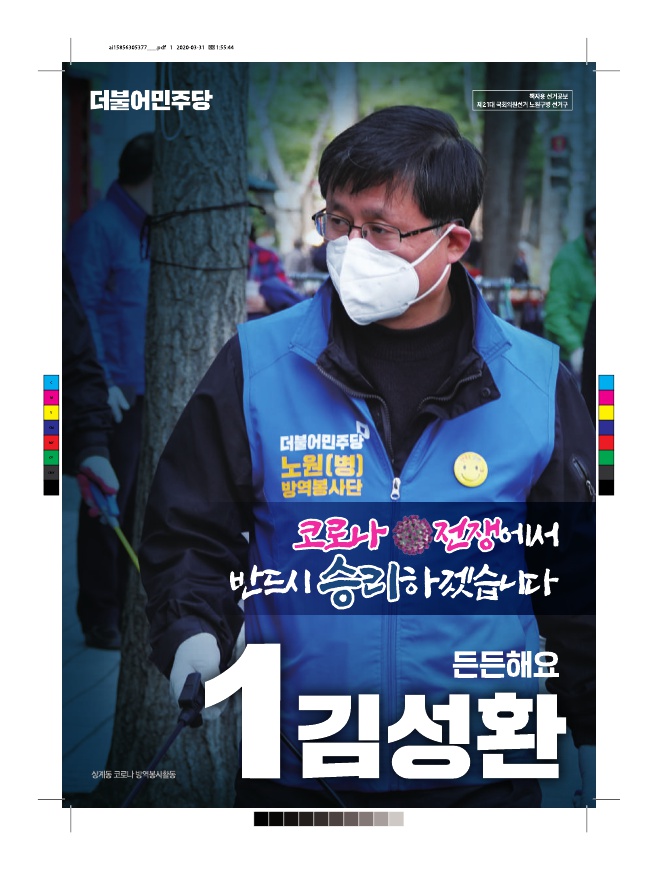 ai15856305377___.pdf 1 2020-03-31 1:55:44
더불어민주당
책자용 선거공보
제21대 국회의원선거 노원구병 선거구
더불어민주당
노원(병)
방역봉사단
코로나 전쟁에서
반드시 승리하겠습니다
든든해요
1 김성환
상계동 코로나 방역봉사활동